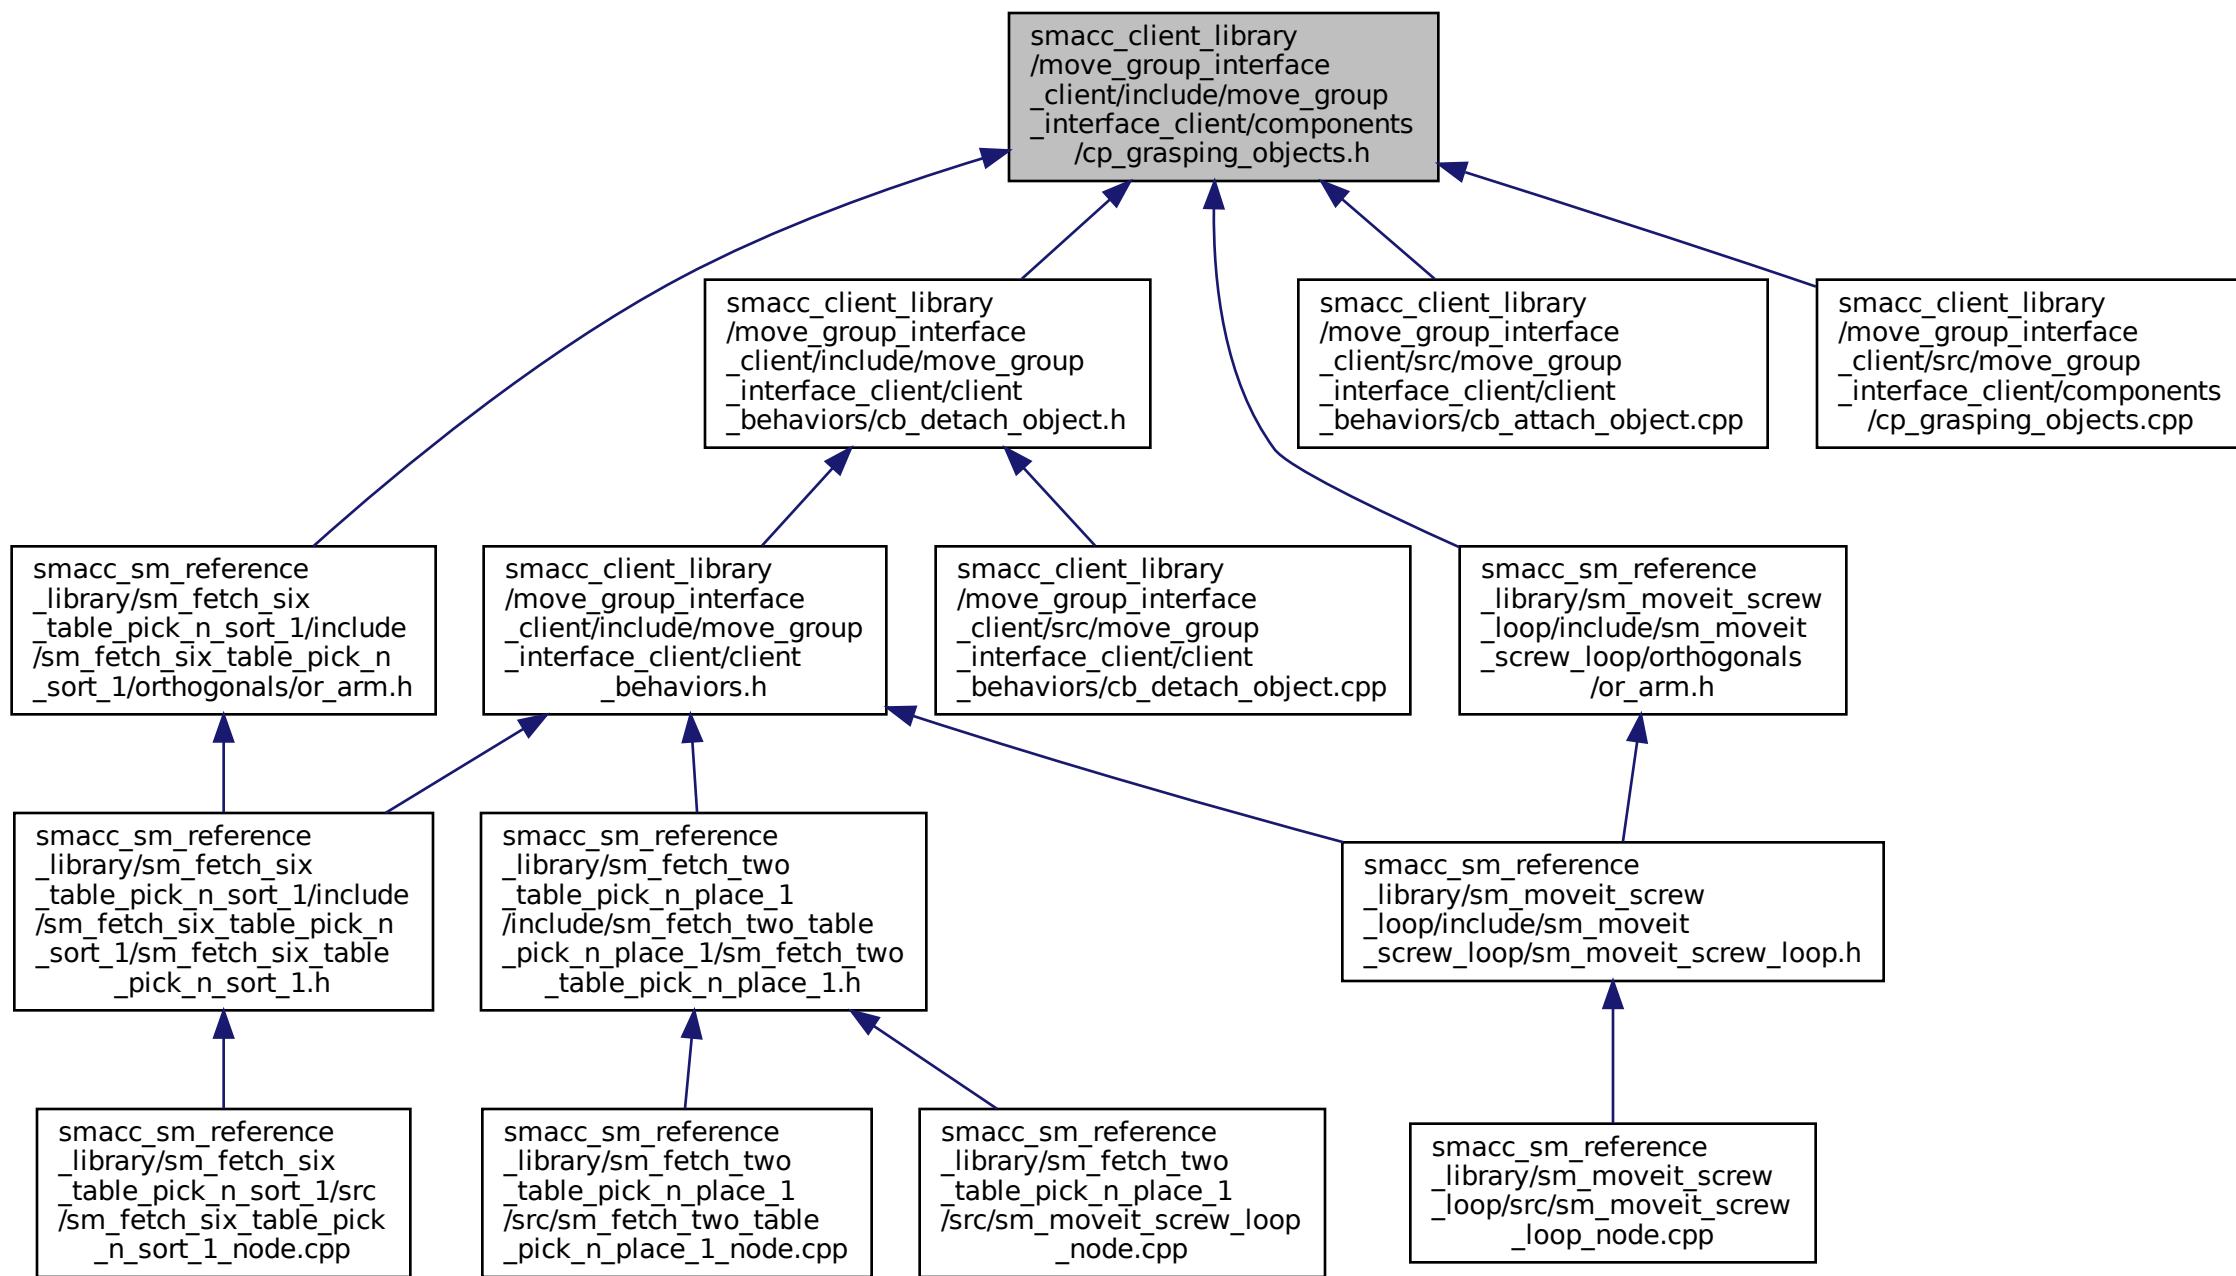 smacc_client_library
/move_group_interface
_client/include/move_group
_interface_client/components
/cp_grasping_objects.h
smacc_client_library
/move_group_interface
_client/include/move_group
_interface_client/client
_behaviors/cb_detach_object.h
smacc_client_library
/move_group_interface
_client/src/move_group
_interface_client/client
_behaviors/cb_attach_object.cpp
smacc_client_library
/move_group_interface
_client/src/move_group
_interface_client/components
/cp_grasping_objects.cpp
smacc_sm_reference
_library/sm_fetch_six
_table_pick_n_sort_1/include
/sm_fetch_six_table_pick_n
_sort_1/orthogonals/or_arm.h
smacc_client_library
/move_group_interface
_client/include/move_group
_interface_client/client
_behaviors.h
smacc_client_library
/move_group_interface
_client/src/move_group
_interface_client/client
_behaviors/cb_detach_object.cpp
smacc_sm_reference
_library/sm_moveit_screw
_loop/include/sm_moveit
_screw_loop/orthogonals
/or_arm.h
smacc_sm_reference
_library/sm_fetch_six
_table_pick_n_sort_1/include
/sm_fetch_six_table_pick_n
_sort_1/sm_fetch_six_table
_pick_n_sort_1.h
smacc_sm_reference
_library/sm_fetch_two
_table_pick_n_place_1
/include/sm_fetch_two_table
_pick_n_place_1/sm_fetch_two
_table_pick_n_place_1.h
smacc_sm_reference
_library/sm_moveit_screw
_loop/include/sm_moveit
_screw_loop/sm_moveit_screw_loop.h
smacc_sm_reference
_library/sm_fetch_six
_table_pick_n_sort_1/src
/sm_fetch_six_table_pick
_n_sort_1_node.cpp
smacc_sm_reference
_library/sm_fetch_two
_table_pick_n_place_1
/src/sm_fetch_two_table
_pick_n_place_1_node.cpp
smacc_sm_reference
_library/sm_fetch_two
_table_pick_n_place_1
/src/sm_moveit_screw_loop
_node.cpp
smacc_sm_reference
_library/sm_moveit_screw
_loop/src/sm_moveit_screw
_loop_node.cpp